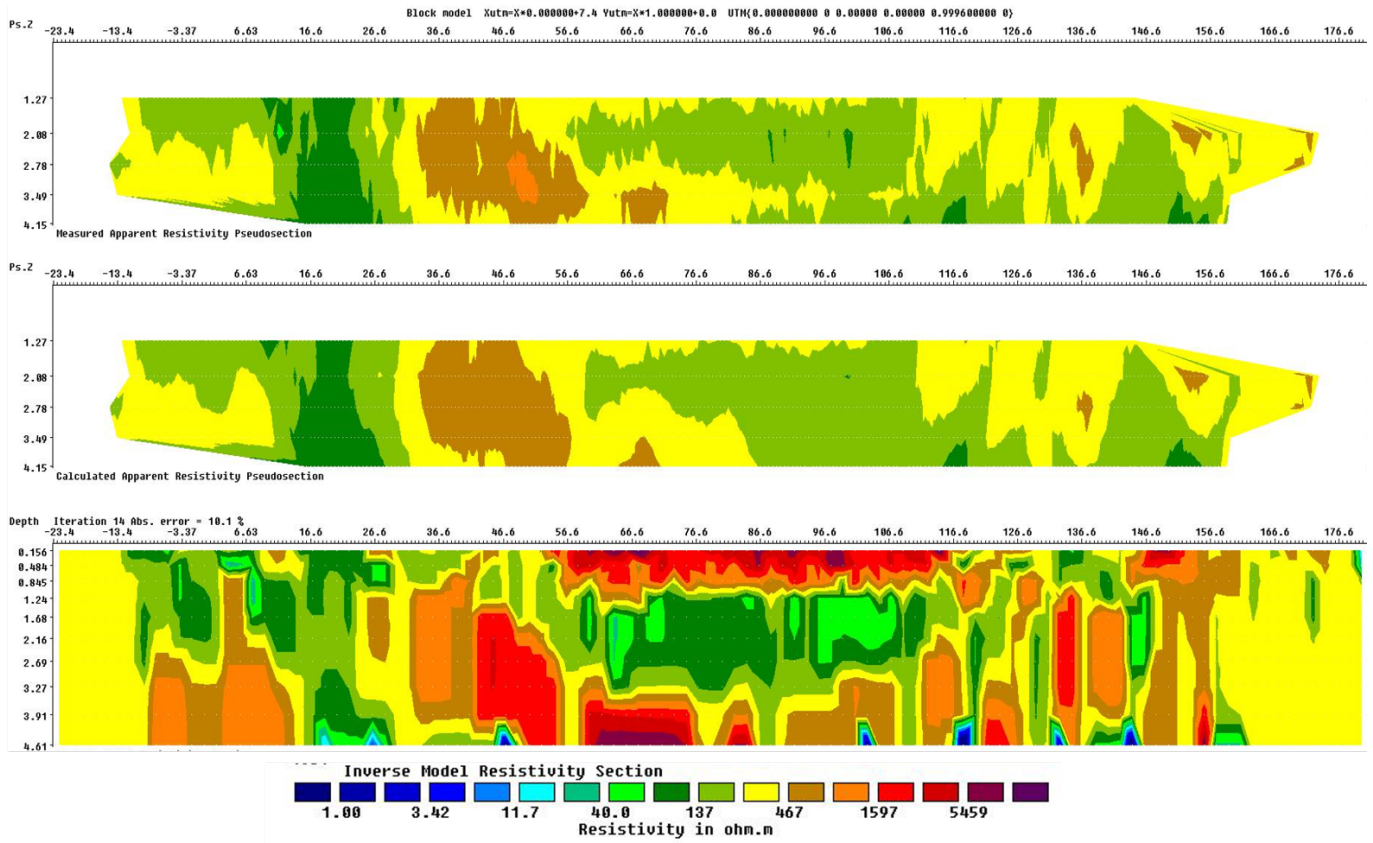 Block model Xutm=X*0.000000+7.4 Yutm=X*1.000000+0.0 UTM(0.000000000 0 0.00000 0.00000 0.999600000 0)
Ps.Z -23.4 -13.4 -3.37 6.63 16.6 26.6 36.6 46.6 56.6 66.6 76.6 86.6 96.6 106.6 116.6 126.6 136.6 146.6 156.6 166.6 176.6
1.27
2.08
2.78
3.49
4.15
Measured Apparent Resistivity Pseudosection
Ps.Z -23.4 -13.4 -3.37 6.63 16.6 26.6 36.6 46.6 56.6 66.6 76.6 86.6 96.6 106.6 116.6 126.6 136.6 146.6 156.6 166.6 176.6
1.27
2.08
2.78
3.49
4.15
Calculated Apparent Resistivity Pseudosection
Depth Iteration 14 Abs. error = 10.1 %
-23.4 -13.4 -3.37 6.63 16.6 26.6 36.6 46.6 56.6 66.6 76.6 86.6 96.6 106.6 116.6 126.6 136.6 146.6 156.6 166.6 176.6
0.156
0.484
0.845
1.24
1.68
2.16
2.69
3.27
3.91
4.61
Inverse Model Resistivity Section
1.00 3.42 11.7 40.0 137 467 1597 5459
Resistivity in ohm.m